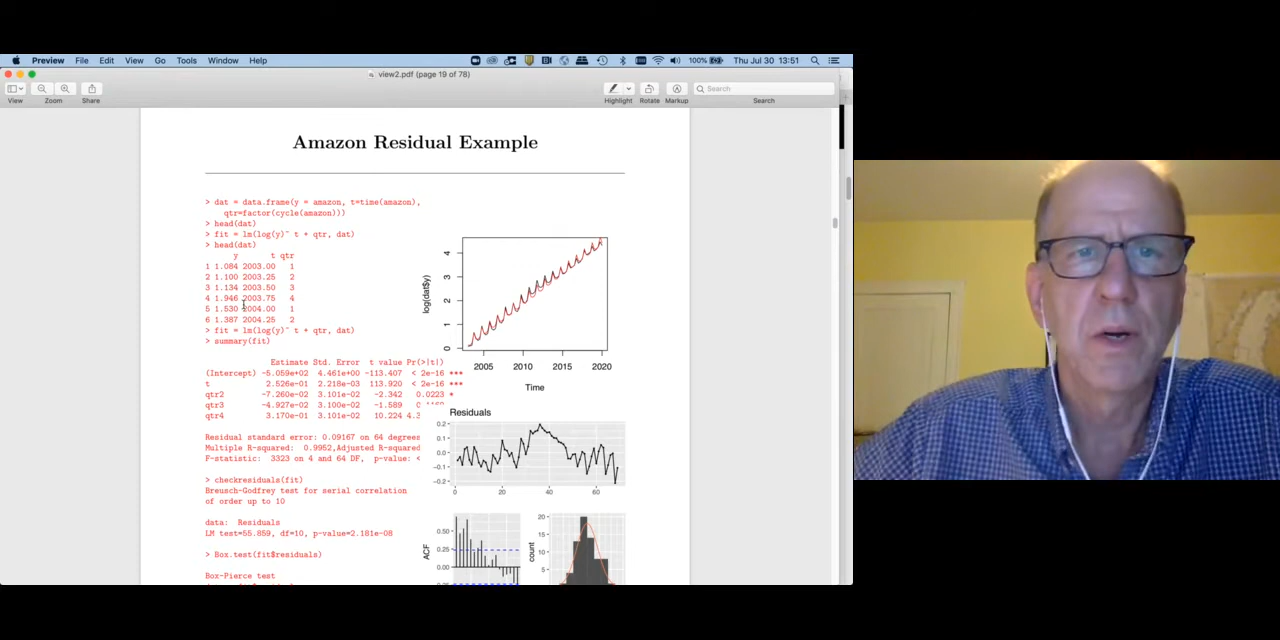 Preview File Edit View Go Tools Window Help
100% Thu Jul 30 13:51
view2.pdf (page 19 of 78)
View Zoom Share Highlight Rotate Markup Search
Search
Amazon Residual Example
> dat = data.frame(y = amazon, t=time(amazon),
qtr=factor(cycle(amazon)))
> head(dat)
> fit = lm(log(y)~ t + qtr, dat)
> head(dat)
y t qtr
1 1.084 2003.00 1
2 1.100 2003.25 2
3 1.134 2003.50 3
4 1.946 2003.75 4
5 1.530 2004.00 1
6 1.387 2004.25 2
> fit = lm(log(y)~ t + qtr, dat)
> summary(fit)
Estimate Std. Error t value Pr(>|t|)
(Intercept) -5.059e+02 4.461e+00 -113.407 < 2e-16 ***
t 2.526e-01 2.218e-03 113.920 < 2e-16 ***
qtr2 -7.260e-02 3.101e-02 -2.342 0.0223 *
qtr3 -4.927e-02 3.100e-02 -1.589
qtr4 3.170e-01 3.101e-02 10.224 4.3
Residual standard error: 0.09167 on 64 degrees
Multiple R-squared: 0.9952,Adjusted R-squared
F-statistic: 3323 on 4 and 64 DF, p-value: <
> checkresiduals(fit)
Breusch-Godfrey test for serial correlation
of order up to 10
data: Residuals
LM test=55.859, df=10, p-value=2.181e-08
> Box.test(fit$residuals)
Box-Pierce test
log(dat$y)
4
3
2
1
0
2005 2010 2015 2020
Time
Residuals
0.2
0.1
0.0
-0.1
-0.2
0 20 40 60
ACF
0.50
0.25
0.00
count
20
15
10
5